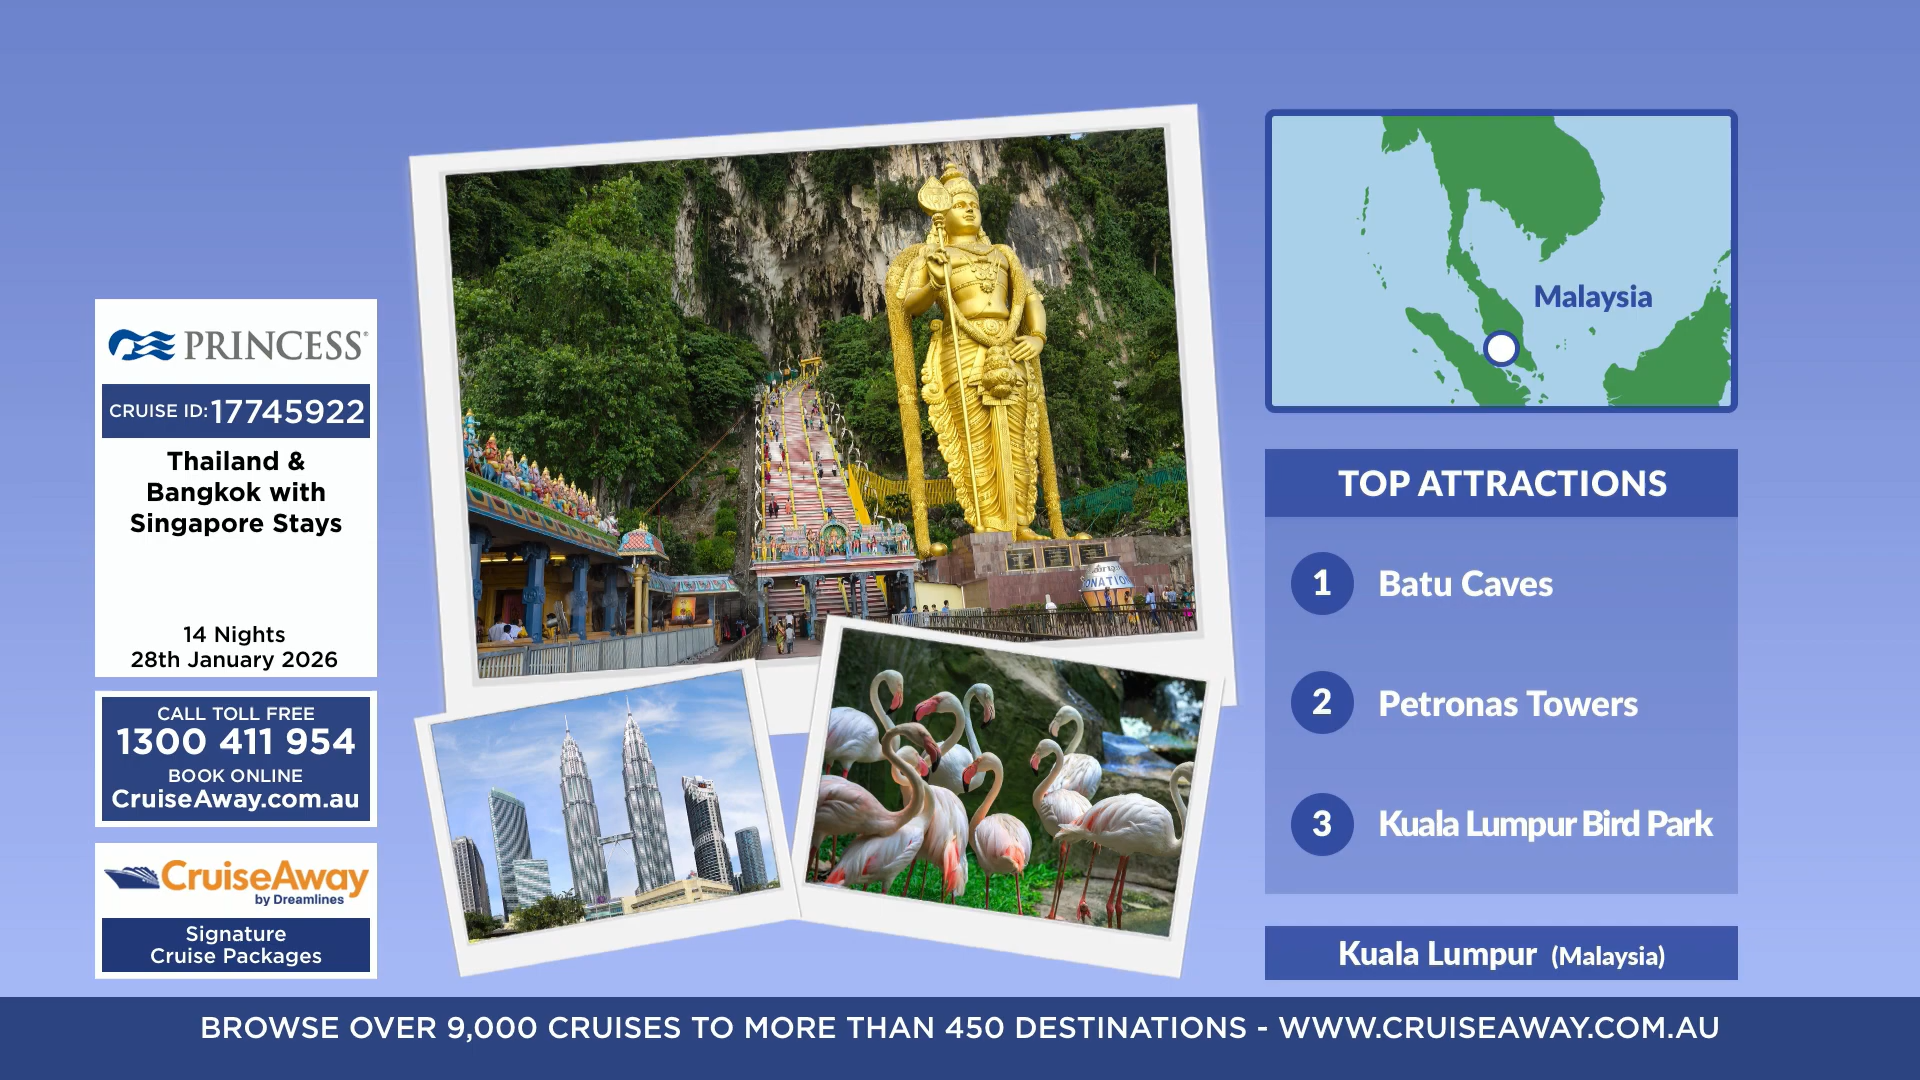 PRINCESS
CRUISE ID: 17745922
Thailand &
Bangkok with
Singapore Stays
14 Nights
28th January 2026
CALL TOLL FREE
1300 411 954
BOOK ONLINE
CruiseAway.com.au
CruiseAway
by Dreamlines
Signature
Cruise Packages
Malaysia
TOP ATTRACTIONS
1 Batu Caves
2 Petronas Towers
3 Kuala Lumpur Bird Park
Kuala Lumpur (Malaysia)
BROWSE OVER 9,000 CRUISES TO MORE THAN 450 DESTINATIONS - WWW.CRUISEAWAY.COM.AU